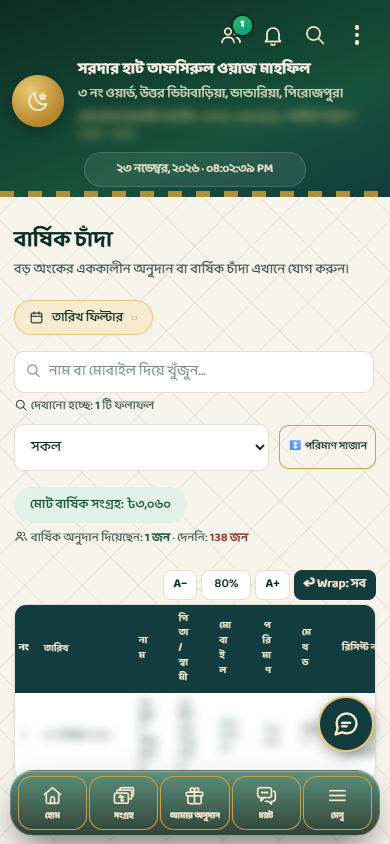 1
সরদার হাট তাফসিরুল ওয়াজ মাহফিল
৩ নং ওয়ার্ড, উত্তর ভিটাবাড়িয়া, ভান্ডারিয়া, পিরোজপুর।
২৩ নভেম্বর, ২০২৬ · ০৪:০২:৩৯ PM
বার্ষিক চাঁদা
বড় অংকের এককালীন অনুদান বা বার্ষিক চাঁদা এখানে যোগ করুন।
তারিখ ফিল্টার
নাম বা মোবাইল দিয়ে খুঁজুন...
দেখানো হচ্ছে: 1 টি ফলাফল
সকল
পরিমাণ সাজান
মোট বার্ষিক সংগ্রহ: ৳৩,০৬০
বার্ষিক অনুদান দিয়েছেন: 1 জন · দেননি: 138 জন
A−
80%
A+
Wrap: সব
নং তারিখ নাম পিতা/স্বামী মোবাইল পরিমাণ মেথড রিসিপ্ট ন
হোম
সংগ্রহ
আমার অনুদান
চ্যাট
মেনু